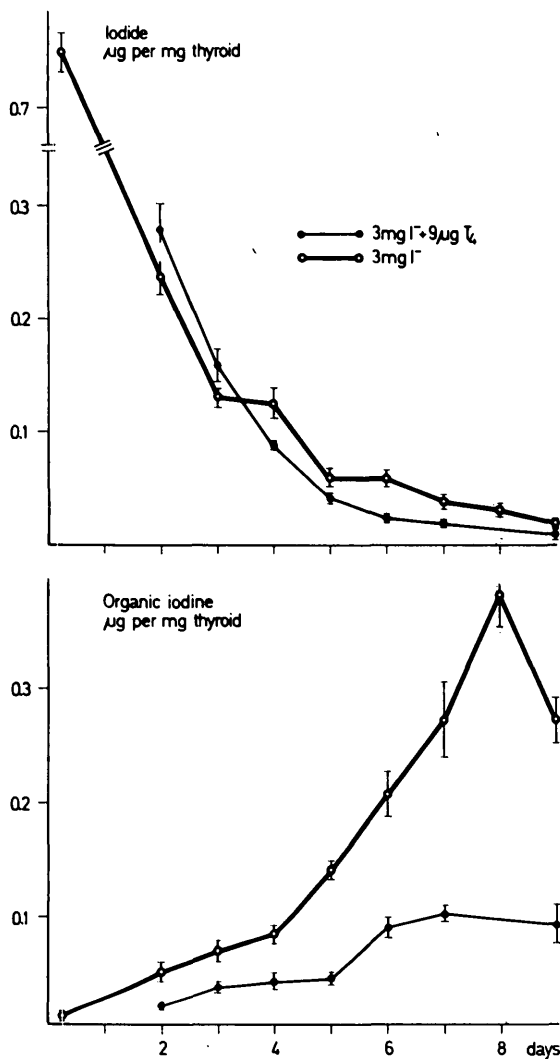 Iodide
µg per mg thyroid
0.7
0.3
3mg I⁻+9µg T₄
3mg I⁻
0.2
0.1
Organic iodine
µg per mg thyroid
0.3
0.2
0.1
2
4
6
8
days